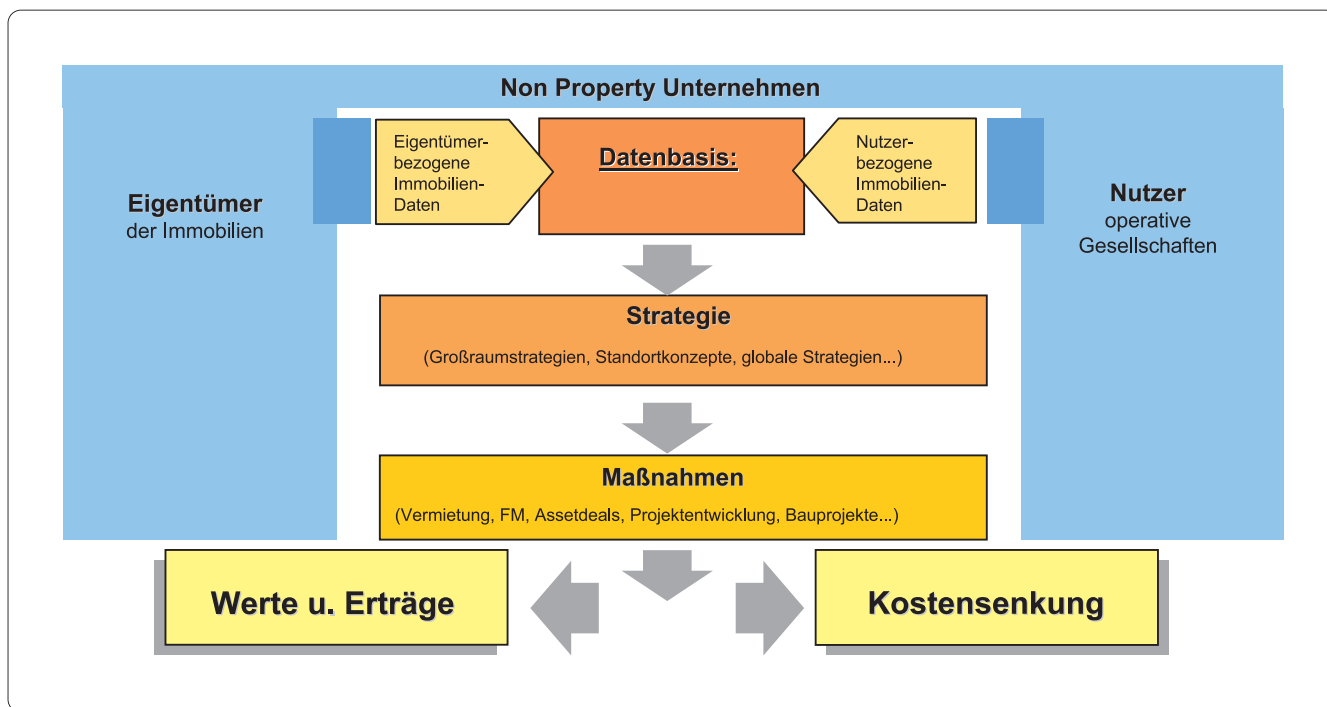 Non Property Unternehmen
Eigentümer
der Immobilien
Eigentümer-
bezogene
Immobilien-
Daten
Datenbasis:
Nutzer-
bezogene
Immobilien-
Daten
Nutzer
operative
Gesellschaften
Strategie
(Großraumstrategien, Standortkonzepte, globale Strategien...)
Maßnahmen
(Vermietung, FM, Assetdeals, Projektentwicklung, Bauprojekte...)
Werte u. Erträge
Kostensenkung